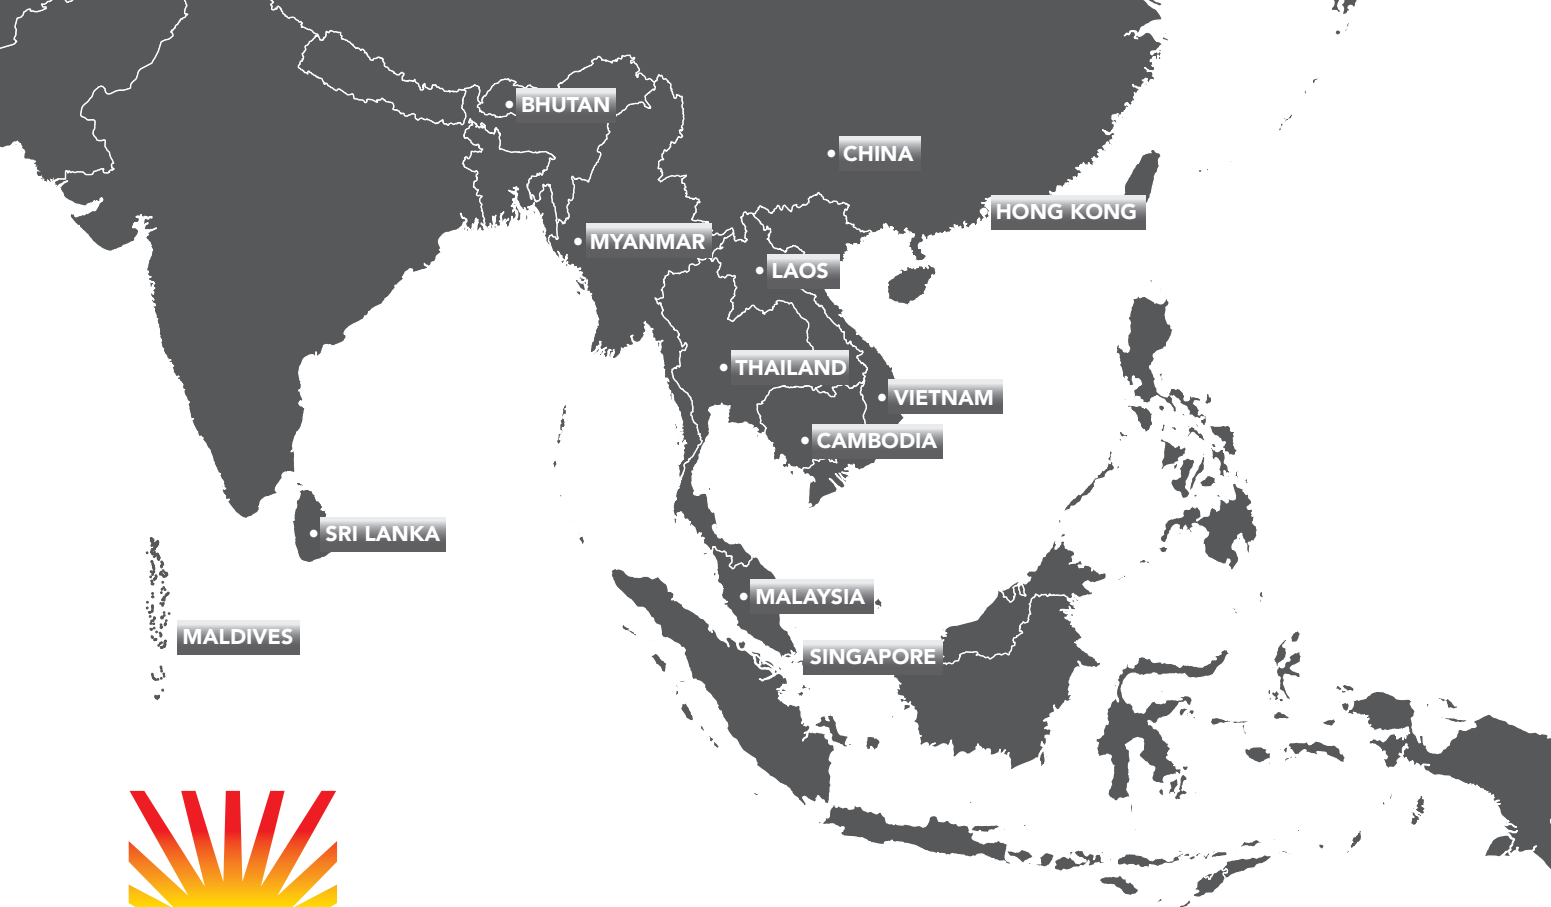 BHUTAN
CHINA
HONG KONG
MYANMAR
LAOS
THAILAND
VIETNAM
CAMBODIA
SRI LANKA
MALAYSIA
MALDIVES
SINGAPORE